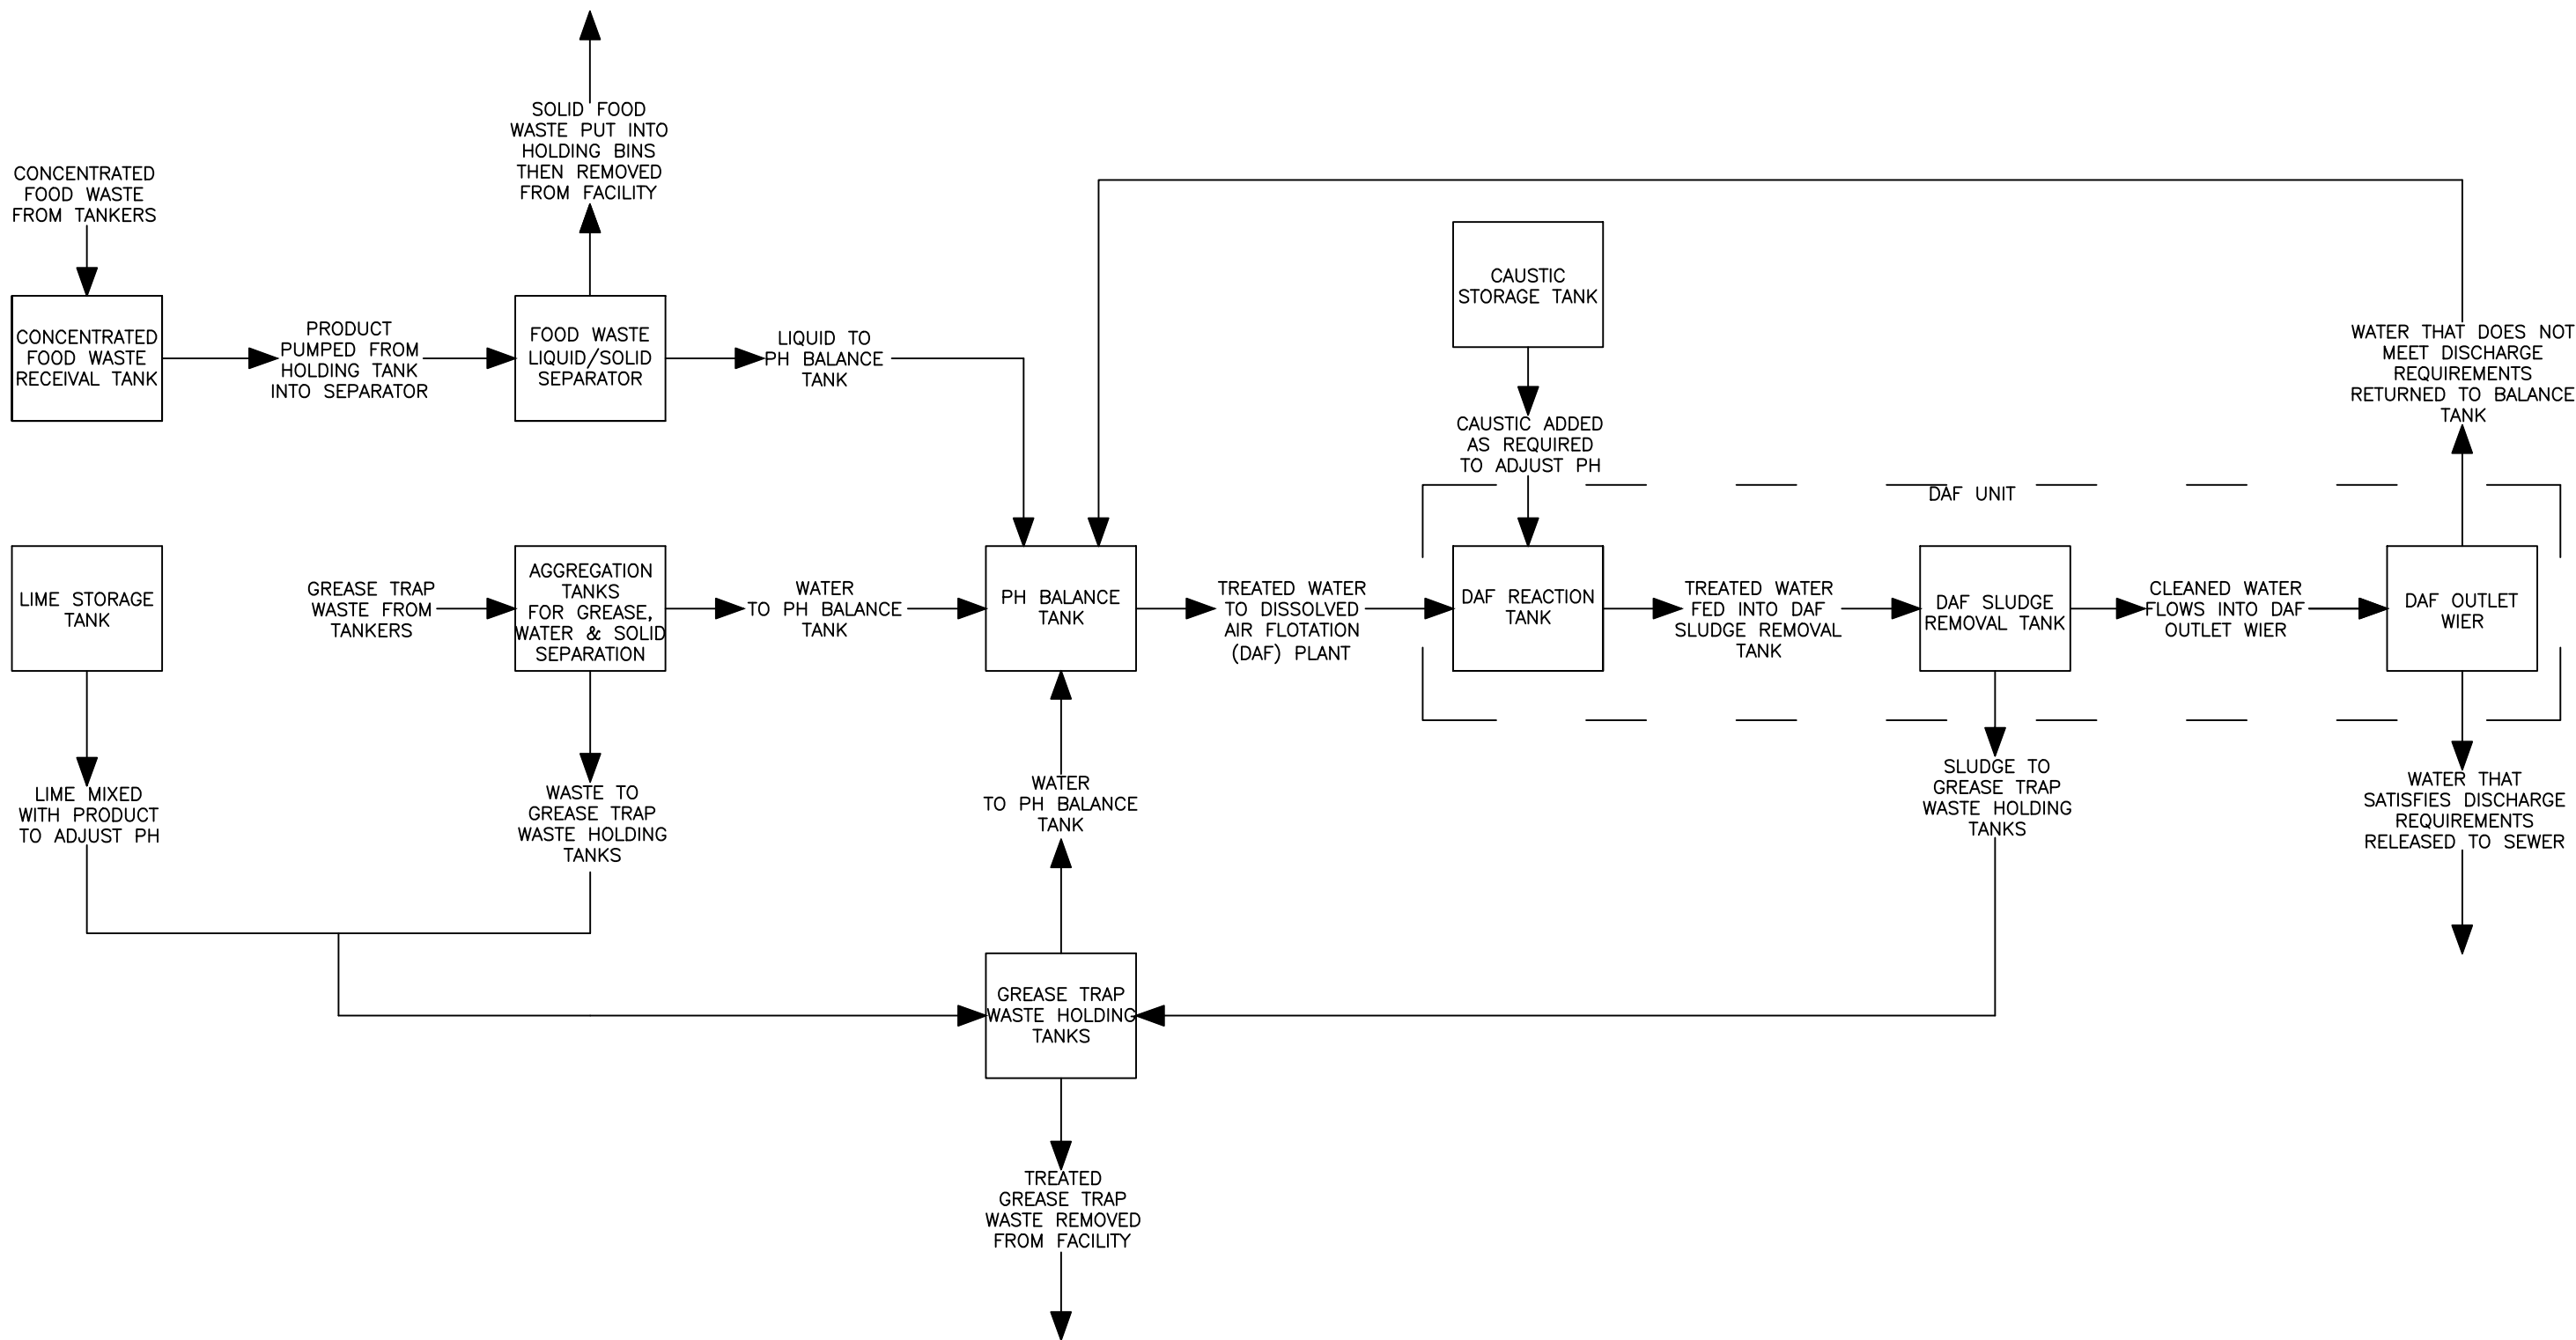 SOLID FOOD
WASTE PUT INTO
HOLDING BINS
THEN REMOVED
FROM FACILITY
CONCENTRATED
FOOD WASTE
FROM TANKERS
CONCENTRATED
FOOD WASTE
RECEIVAL TANK
PRODUCT
PUMPED FROM
HOLDING TANK
INTO SEPARATOR
FOOD WASTE
LIQUID/SOLID
SEPARATOR
LIQUID TO
PH BALANCE
TANK
CAUSTIC
STORAGE TANK
CAUSTIC ADDED
AS REQUIRED
TO ADJUST PH
WATER THAT DOES NOT
MEET DISCHARGE
REQUIREMENTS
RETURNED TO BALANCE
TANK
DAF UNIT
LIME STORAGE
TANK
GREASE TRAP
WASTE FROM
TANKERS
AGGREGATION
TANKS
FOR GREASE,
WATER & SOLID
SEPARATION
WATER
TO PH BALANCE
TANK
PH BALANCE
TANK
TREATED WATER
TO DISSOLVED
AIR FLOTATION
(DAF) PLANT
DAF REACTION
TANK
TREATED WATER
FED INTO DAF
SLUDGE REMOVAL
TANK
DAF SLUDGE
REMOVAL TANK
CLEANED WATER
FLOWS INTO DAF
OUTLET WIER
DAF OUTLET
WIER
LIME MIXED
WITH PRODUCT
TO ADJUST PH
WASTE TO
GREASE TRAP
WASTE HOLDING
TANKS
WATER
TO PH BALANCE
TANK
SLUDGE TO
GREASE TRAP
WASTE HOLDING
TANKS
WATER THAT
SATISFIES DISCHARGE
REQUIREMENTS
RELEASED TO SEWER
GREASE TRAP
WASTE HOLDING
TANKS
TREATED
GREASE TRAP
WASTE REMOVED
FROM FACILITY